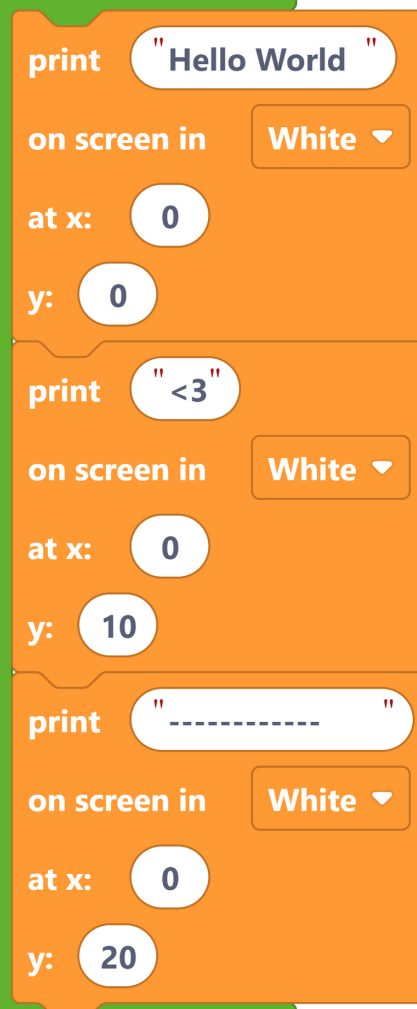 print "Hello World "
on screen in White
at x: 0
y: 0
print "<3"
on screen in White
at x: 0
y: 10
print "------------ "
on screen in White
at x: 0
y: 20